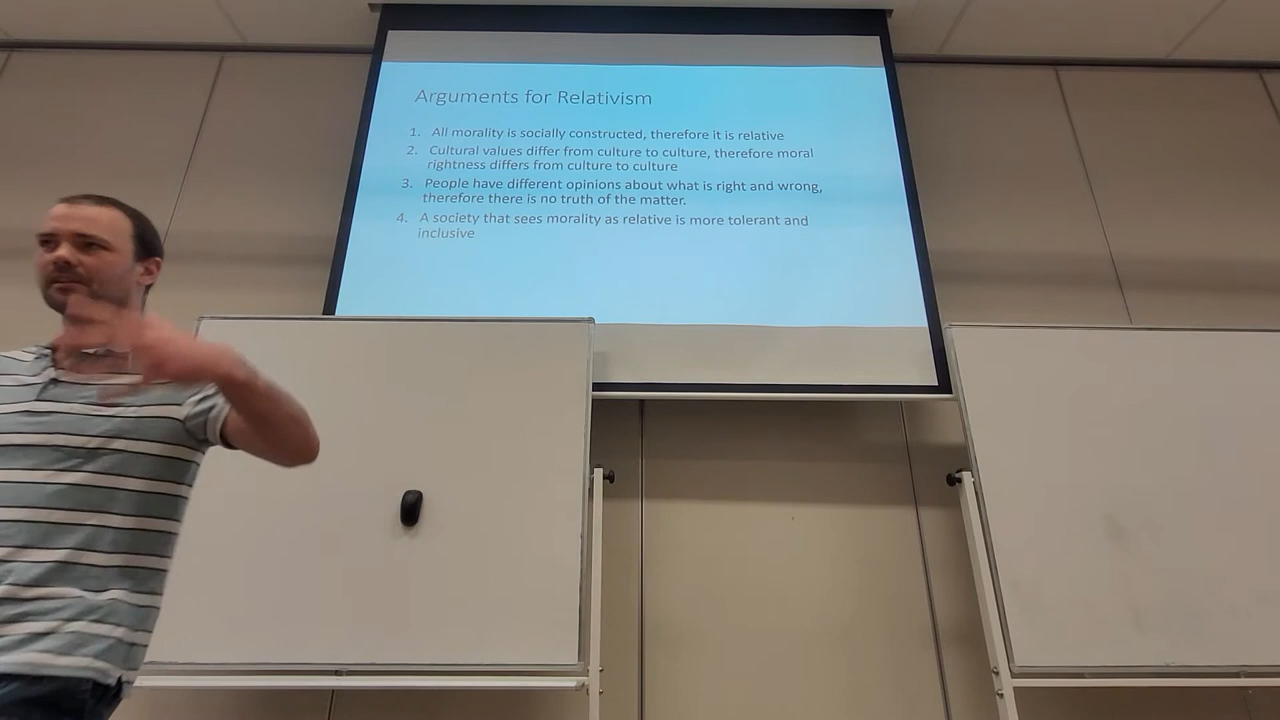 Arguments for Relativism
1. All morality is socially constructed, therefore it is relative
2. Cultural values differ from culture to culture, therefore moral
rightness differs from culture to culture
3. People have different opinions about what is right and wrong,
therefore there is no truth of the matter.
4. A society that sees morality as relative is more tolerant and
inclusive